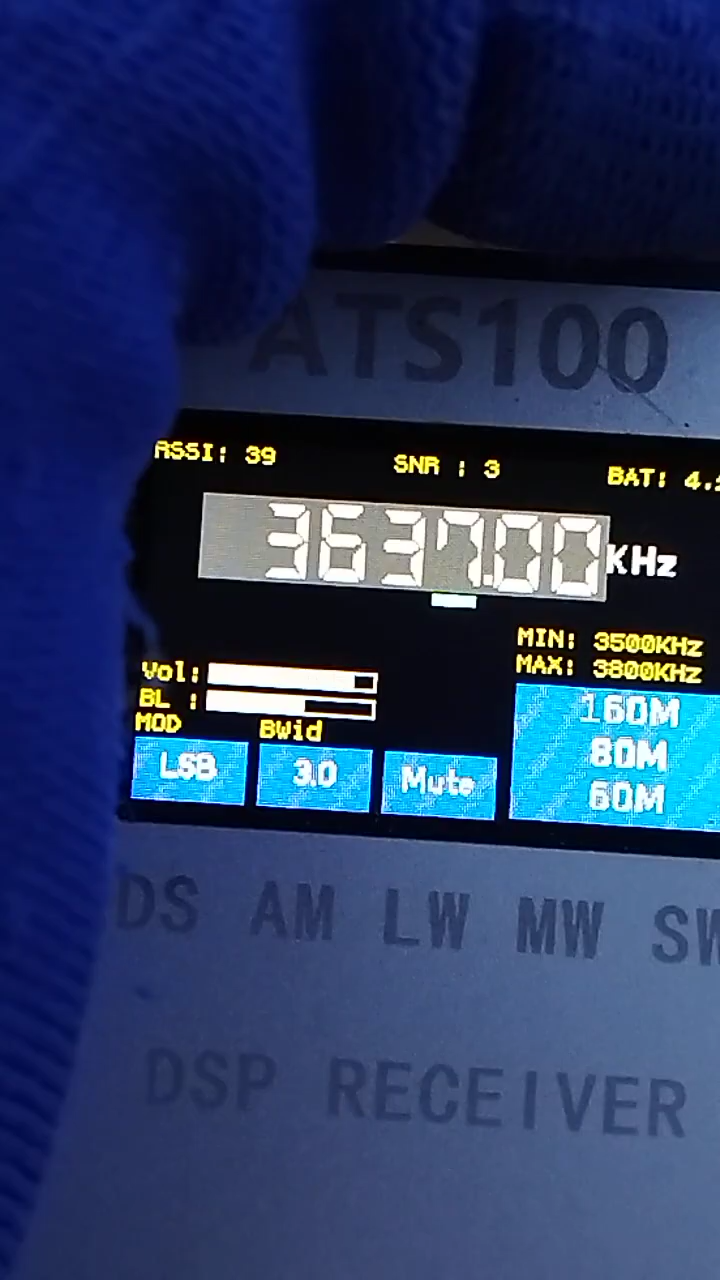 ATS100
RSSI: 39 SNR : 3 BAT: 4.
3637.00 KHz
MIN: 3500KHz
MAX: 3800KHz
Vol:
BL :
MOD BWid
LSB 3.0 Mute
160M
80M
60M
DS AM LW MW SW
DSP RECEIVER